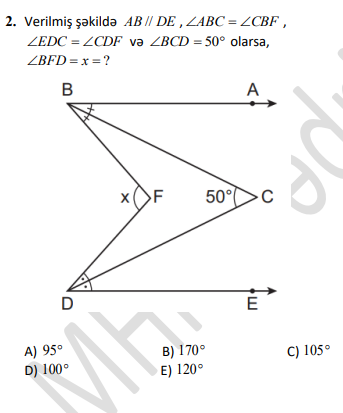 2. Verilmiş şəkildə AB // DE , ∠ABC = ∠CBF ,
∠EDC = ∠CDF və ∠BCD = 50° olarsa,
∠BFD = x = ?
B A
x F 50° C
D E
A) 95° B) 170° C) 105°
D) 100° E) 120°